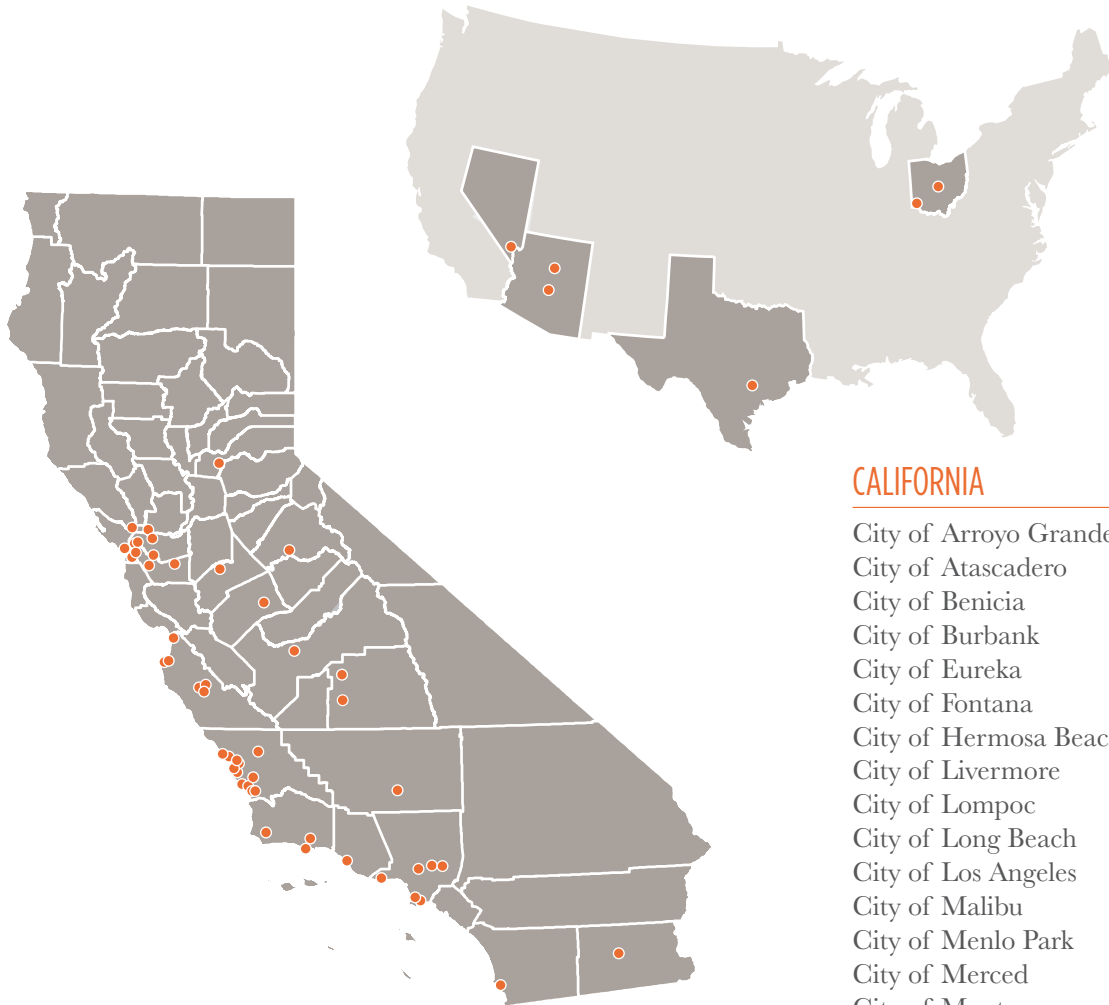 CALIFORNIA
City of Arroyo Grande
City of Atascadero
City of Benicia
City of Burbank
City of Eureka
City of Fontana
City of Hermosa Beac
City of Livermore
City of Lompoc
City of Long Beach
City of Los Angeles
City of Malibu
City of Menlo Park
City of Merced
City of